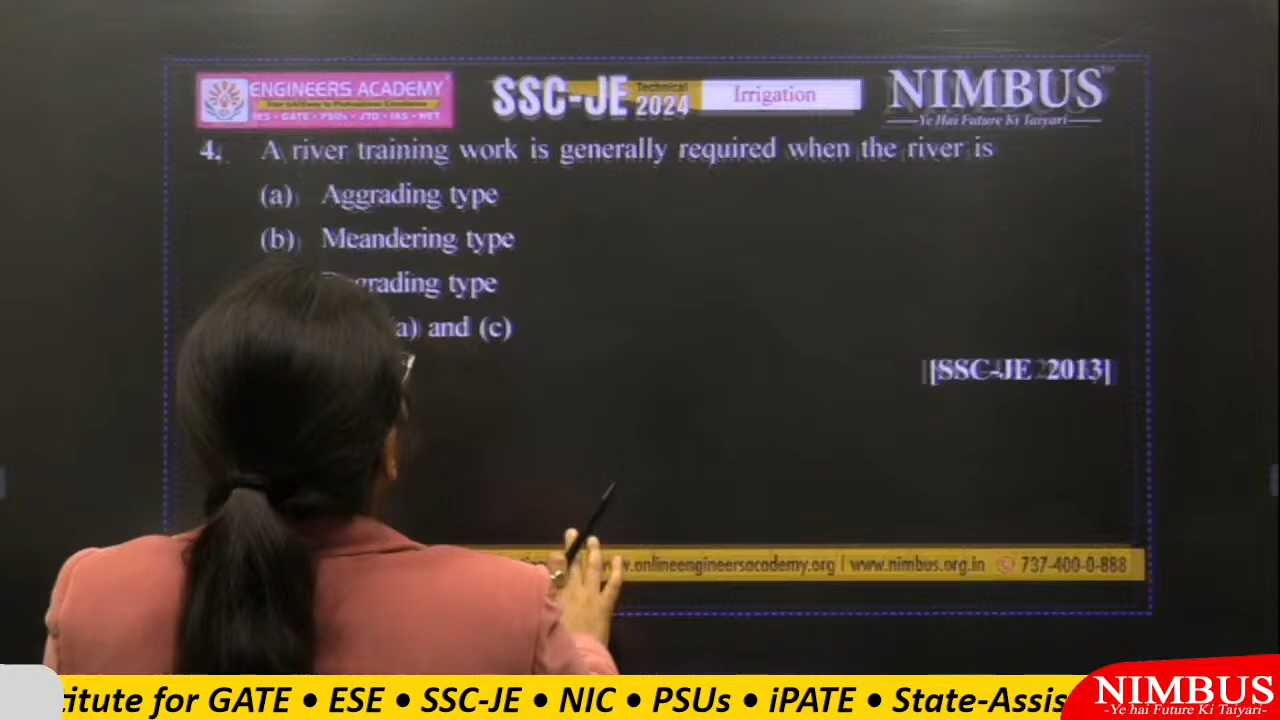 ENGINEERS ACADEMY
IES • GATE • PSUs • JTO • IAS • NET
SSC-JE Technical 2024
Irrigation
NIMBUS
Ye Hai Future Ki Taiyari
4. A river training work is generally required when the river is
(a) Aggrading type
(b) Meandering type
grading type
(a) and (c)
[SSC-JE 2013]
.onlineengineersacademy.org | www.nimbus.org.in 737-400-0-888
titute for GATE • ESE • SSC-JE • NIC • PSUs • iPATE • State-Assis
NIMBUS
-Ye hai Future Ki Taiyari-